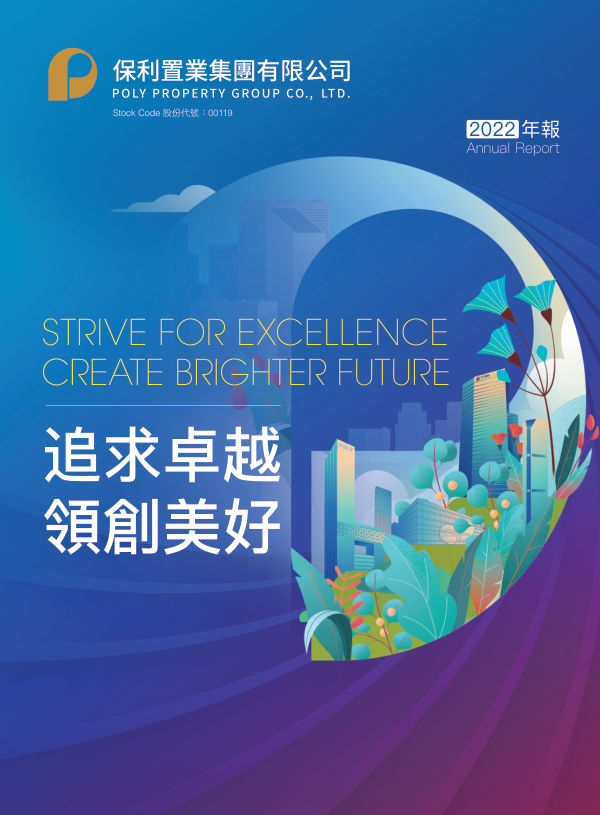 保利置業集團有限公司
POLY PROPERTY GROUP CO., LTD.
Stock Code 股份代號：00119
2022 年報
Annual Report
STRIVE FOR EXCELLENCE
CREATE BRIGHTER FUTURE
追求卓越
領創美好
POLY